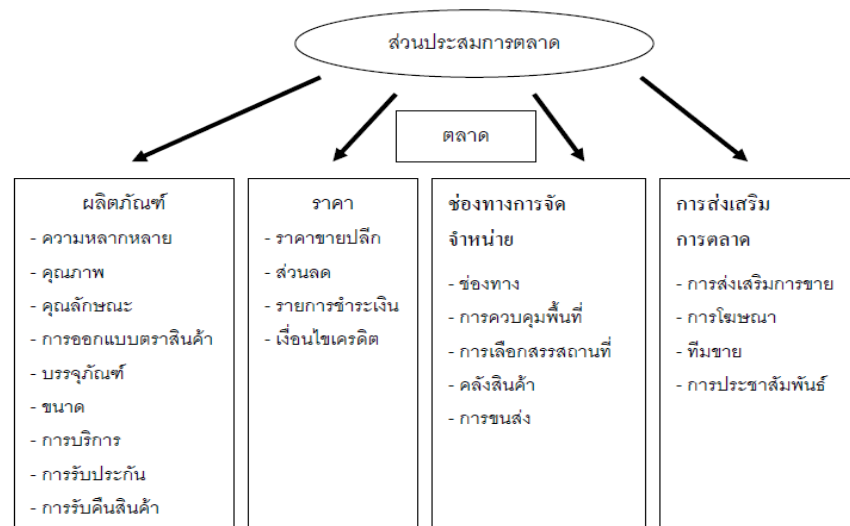 ส่วนประสมการตลาด
ตลาด
ผลิตภัณฑ์
- ความหลากหลาย
- คุณภาพ
- คุณลักษณะ
- การออกแบบตราสินค้า
- บรรจุภัณฑ์
- ขนาด
- การบริการ
- การรับประกัน
- การรับคืนสินค้า
ราคา
- ราคาขายปลีก
- ส่วนลด
- รายการชำระเงิน
- เงื่อนไขเครดิต
ช่องทางการจัด
จำหน่าย
- ช่องทาง
- การควบคุมพื้นที่
- การเลือกสรรสถานที่
- คลังสินค้า
- การขนส่ง
การส่งเสริม
การตลาด
- การส่งเสริมการขาย
- การโฆษณา
- ทีมขาย
- การประชาสัมพันธ์